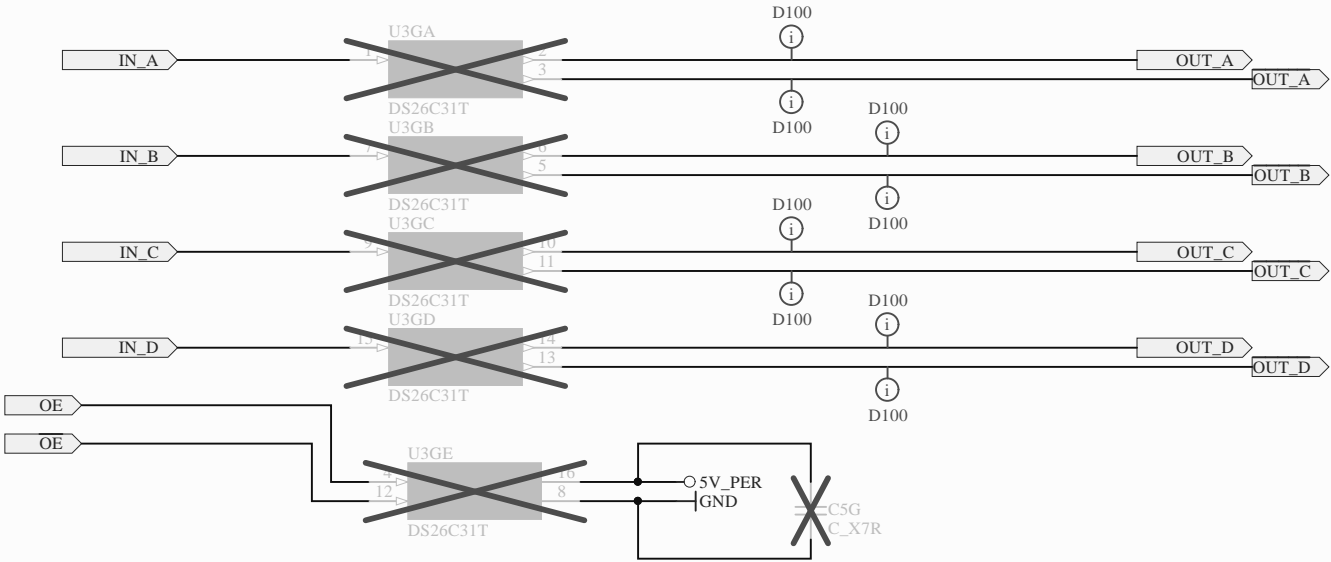 D100
U3GA
IN_A 1 2 OUT_A
3 OUT_A
DS26C31T D100
U3GB D100
IN_B 7 6 OUT_B
5 OUT_B
DS26C31T D100 D100
U3GC
IN_C 9 10 OUT_C
11 OUT_C
DS26C31T D100 D100
U3GD
IN_D 15 14 OUT_D
13 OUT_D
DS26C31T
OE D100
OE
U3GE
4 16 5V_PER
12 8 GND
C5G
DS26C31T C_X7R